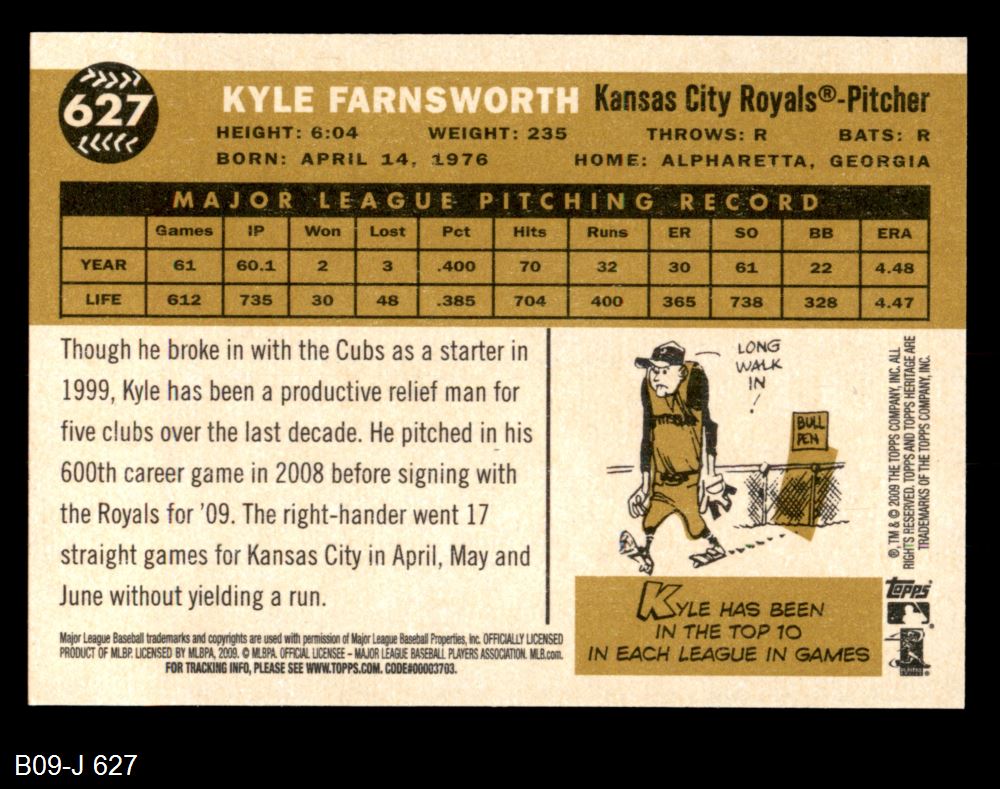 627
KYLE FARNSWORTH Kansas City Royals®-Pitcher
HEIGHT: 6:04 WEIGHT: 235 THROWS: R BATS: R
BORN: APRIL 14, 1976 HOME: ALPHARETTA, GEORGIA
MAJOR LEAGUE PITCHING RECORD
Games IP Won Lost Pct Hits Runs ER SO BB ERA
YEAR 61 60.1 2 3 .400 70 32 30 61 22 4.48
LIFE 612 735 30 48 .385 704 400 365 738 328 4.47
Though he broke in with the Cubs as a starter in
1999, Kyle has been a productive relief man for
five clubs over the last decade. He pitched in his
600th career game in 2008 before signing with
the Royals for '09. The right-hander went 17
straight games for Kansas City in April, May and
June without yielding a run.
Major League Baseball trademarks and copyrights are used with permission of Major League Baseball Properties, Inc. OFFICIALLY LICENSED
PRODUCT OF MLBP. LICENSED BY MLBPA, 2009. © MLBPA. OFFICIAL LICENSEE – MAJOR LEAGUE BASEBALL PLAYERS ASSOCIATION. MLB.com.
FOR TRACKING INFO, PLEASE SEE WWW.TOPPS.COM. CODE#00003703.
LONG
WALK
IN
!
BULL
PEN
KYLE HAS BEEN
IN THE TOP 10
IN EACH LEAGUE IN GAMES
®, TM & © 2009 THE TOPPS COMPANY, INC. ALL
RIGHTS RESERVED. TOPPS AND TOPPS HERITAGE ARE
TRADEMARKS OF THE TOPPS COMPANY, INC.
Topps
B09-J 627